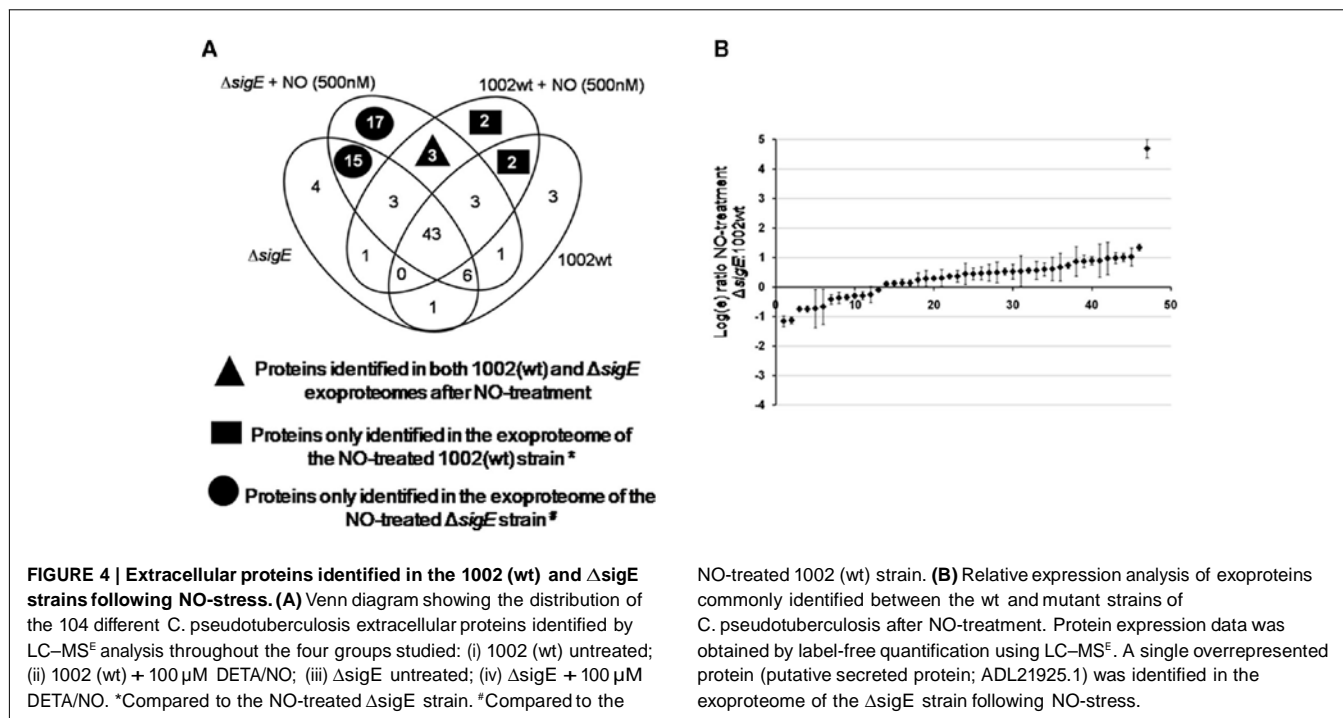 A
ΔsigE + NO (500nM)
1002wt + NO (500nM)
17
2
15
3
2
4
3
3
3
43
ΔsigE
1
1
1002wt
0
6
1
Proteins identified in both 1002(wt) and ΔsigE
exoproteomes after NO-treatment
Proteins only identified in the exoproteome of
the NO-treated 1002(wt) strain*
Proteins only identified in the exoproteome of the
NO-treated ΔsigE strain#
B
Log(e) ratio NO-treatment
ΔsigE:1002wt
5
4
3
2
1
0
-1
-2
-3
-4
0
10
20
30
40
50
FIGURE 4 | Extracellular proteins identified in the 1002 (wt) and ΔsigE
strains following NO-stress. (A) Venn diagram showing the distribution of
the 104 different C. pseudotuberculosis extracellular proteins identified by
LC–MSᴱ analysis throughout the four groups studied: (i) 1002 (wt) untreated;
(ii) 1002 (wt) + 100 μM DETA/NO; (iii) ΔsigE untreated; (iv) ΔsigE + 100 μM
DETA/NO. *Compared to the NO-treated ΔsigE strain. #Compared to the
NO-treated 1002 (wt) strain. (B) Relative expression analysis of exoproteins
commonly identified between the wt and mutant strains of
C. pseudotuberculosis after NO-treatment. Protein expression data was
obtained by label-free quantification using LC–MSᴱ. A single overrepresented
protein (putative secreted protein; ADL21925.1) was identified in the
exoproteome of the ΔsigE strain following NO-stress.